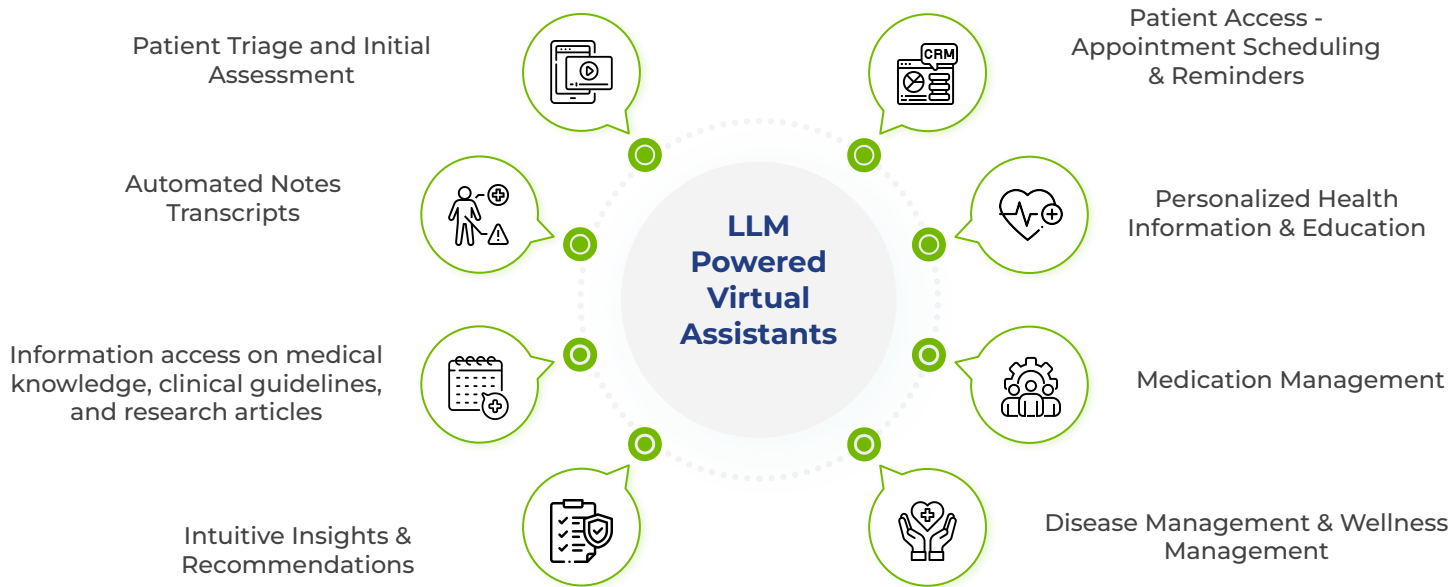 Patient Triage and Initial
Assessment
Automated Notes
Transcripts
Information access on medical
knowledge, clinical guidelines,
and research articles
Intuitive Insights &
Recommendations
LLM
Powered
Virtual
Assistants
CRM
Patient Access -
Appointment Scheduling
& Reminders
Personalized Health
Information & Education
Medication Management
Disease Management & Wellness
Management